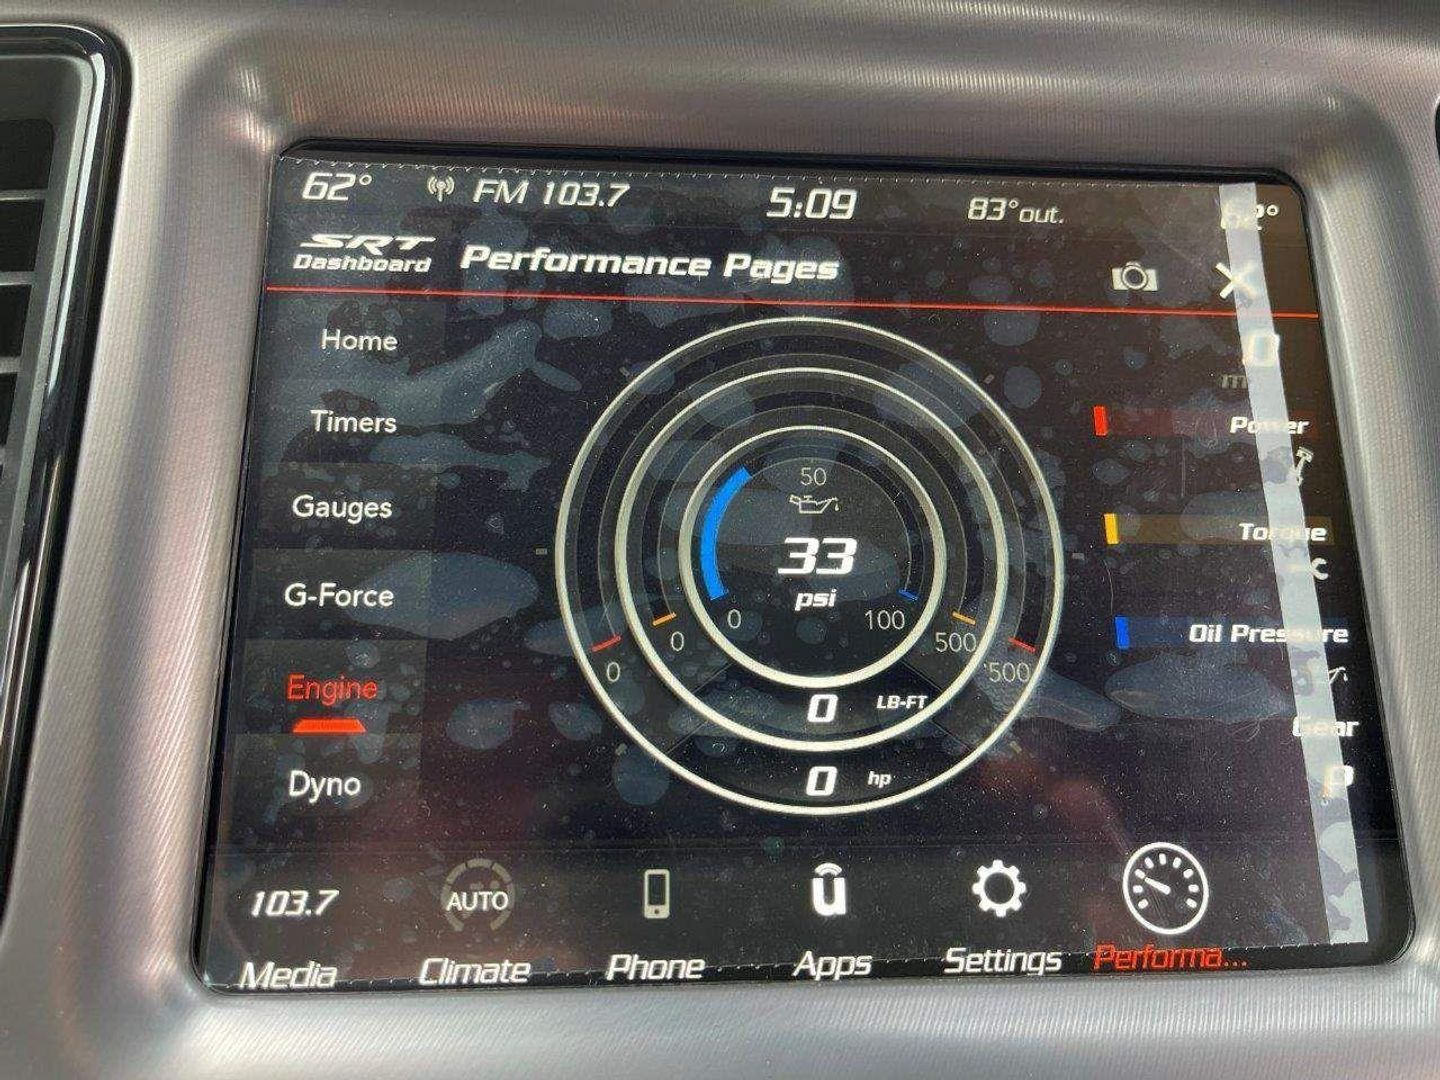 62° FM 103.7 5:09 83° out. 62°
SRT
Dashboard
Performance Pages
Home
Timers
Gauges
G-Force
Engine
Dyno
50
33
psi
0 100
0 500
0 500
0 LB-FT
0 hp
0
Power
Torque
Oil Pressure
Gear
P
103.7 AUTO u
Media Climate Phone Apps Settings Performa...